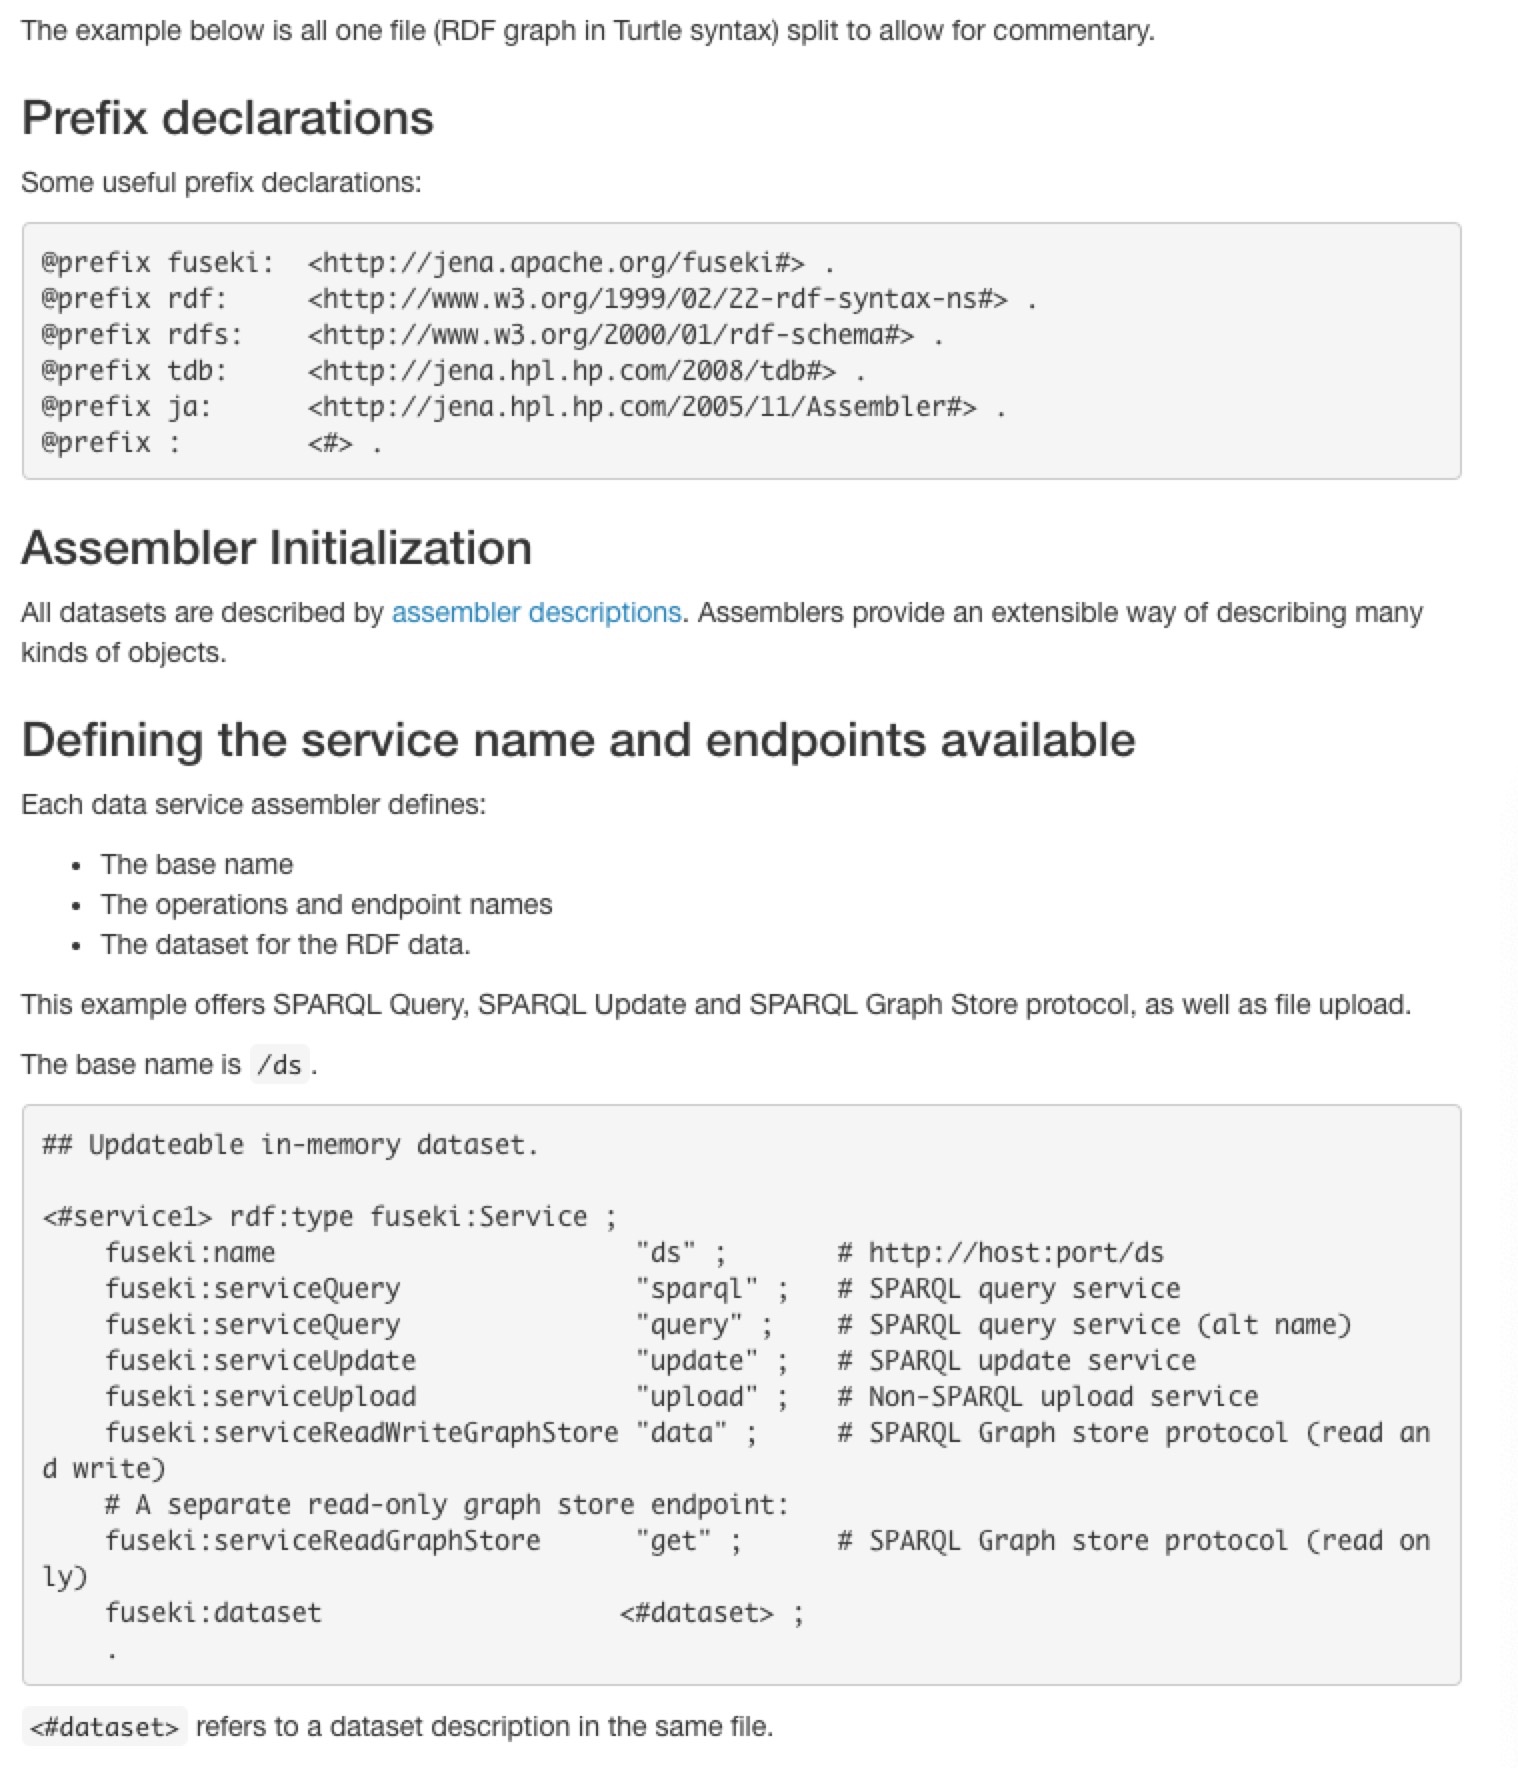 The example below is all one file (RDF graph in Turtle syntax) split to allow for commentary.
Prefix declarations
Some useful prefix declarations:
@prefix fuseki:  <http://jena.apache.org/fuseki#> .
@prefix rdf:     <http://www.w3.org/1999/02/22-rdf-syntax-ns#> .
@prefix rdfs:    <http://www.w3.org/2000/01/rdf-schema#> .
@prefix tdb:     <http://jena.hpl.hp.com/2008/tdb#> .
@prefix ja:      <http://jena.hpl.hp.com/2005/11/Assembler#> .
@prefix :        <#> .
Assembler Initialization
All datasets are described by assembler descriptions. Assemblers provide an extensible way of describing many
kinds of objects.
Defining the service name and endpoints available
Each data service assembler defines:
• The base name
• The operations and endpoint names
• The dataset for the RDF data.
This example offers SPARQL Query, SPARQL Update and SPARQL Graph Store protocol, as well as file upload.
The base name is /ds .
## Updateable in-memory dataset.
<#service1> rdf:type fuseki:Service ;
    fuseki:name                       "ds" ;       # http://host:port/ds
    fuseki:serviceQuery               "sparql" ;   # SPARQL query service
    fuseki:serviceQuery               "query" ;    # SPARQL query service (alt name)
    fuseki:serviceUpdate              "update" ;   # SPARQL update service
    fuseki:serviceUpload              "upload" ;   # Non-SPARQL upload service
    fuseki:serviceReadWriteGraphStore "data" ;     # SPARQL Graph store protocol (read an
d write)
    # A separate read-only graph store endpoint:
    fuseki:serviceReadGraphStore      "get" ;      # SPARQL Graph store protocol (read on
ly)
    fuseki:dataset                   <#dataset> ;
    .
<#dataset> refers to a dataset description in the same file.